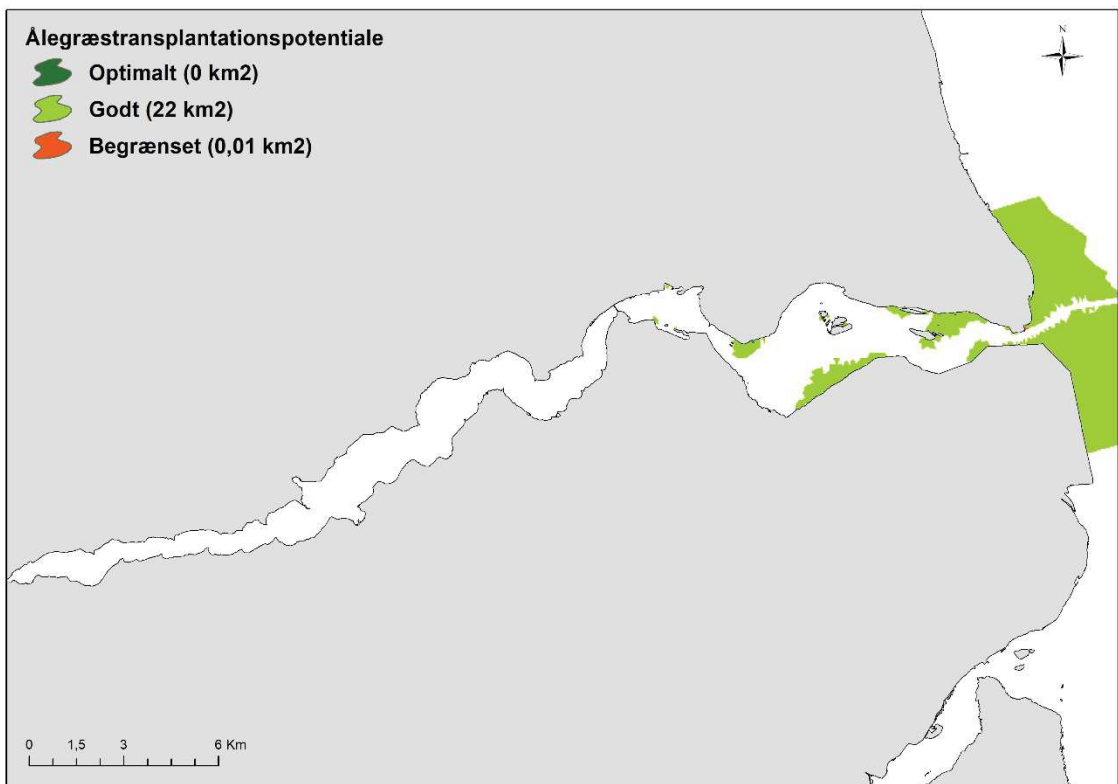 Ålegræstransplantationspotentiale
Optimalt (0 km2)
Godt (22 km2)
Begrænset (0,01 km2)
N
0 1,5 3 6 Km